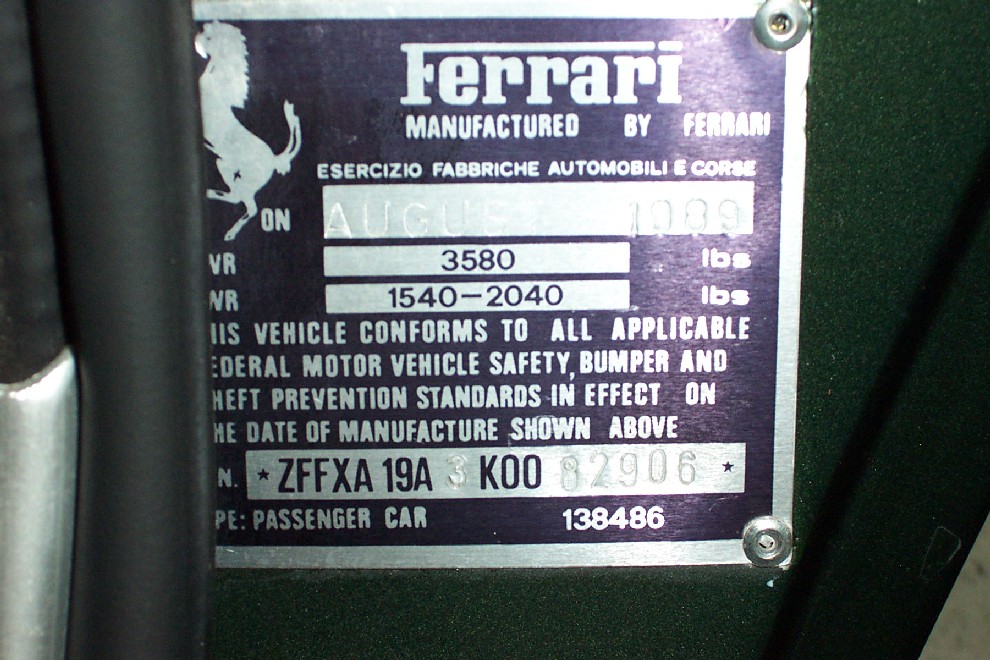 Ferrari
MANUFACTURED BY FERRARI
ESERCIZIO FABBRICHE AUTOMOBILI E CORSE
ON AUGUST 1989
VR 3580 lbs
WR 1540-2040 lbs
HIS VEHICLE CONFORMS TO ALL APPLICABLE
EDERAL MOTOR VEHICLE SAFETY, BUMPER AND
HEFT PREVENTION STANDARDS IN EFFECT ON
HE DATE OF MANUFACTURE SHOWN ABOVE
N. * ZFFXA 19A 3 K00 82906 *
PE: PASSENGER CAR 138486